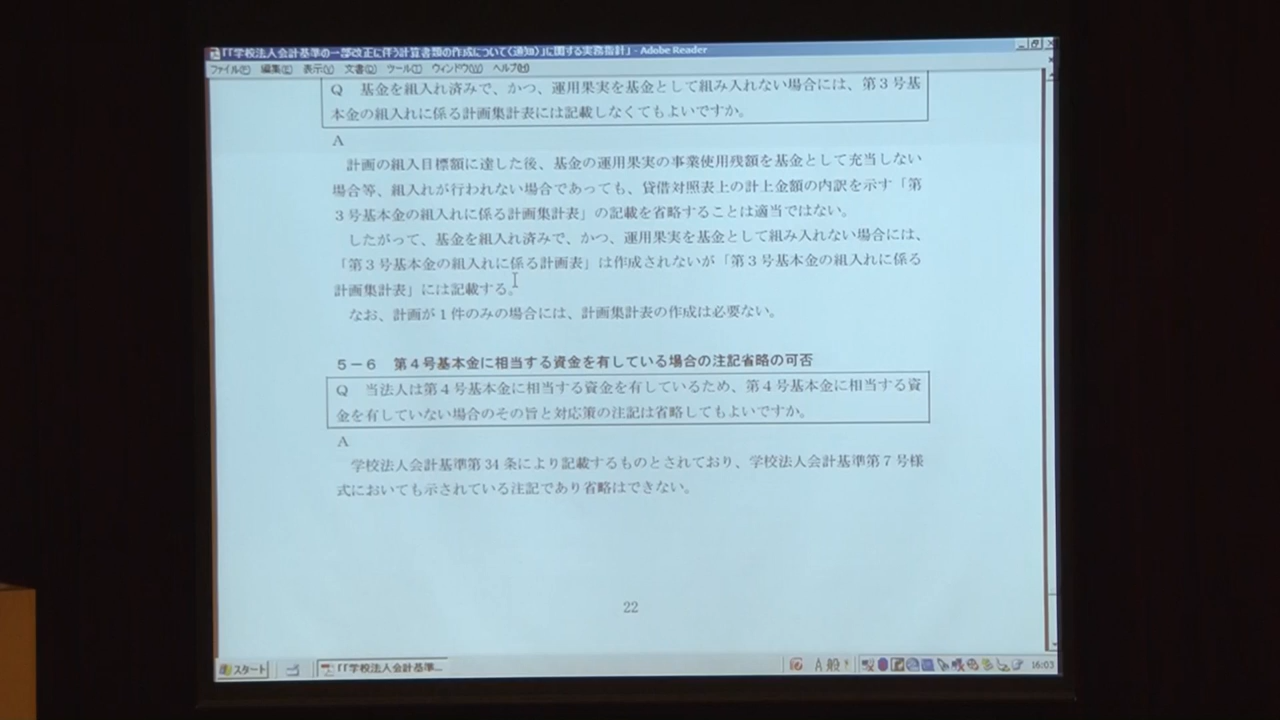 「「学校法人会計基準の一部改正に伴う計算書類の作成について(通知)」に関する実務指針」 - Adobe Reader
ファイル(F) 編集(E) 表示(V) 文書(D) ツール(T) ウィンドウ(W) ヘルプ(H)
Q 基金を組入れ済みで、かつ、運用果実を基金として組み入れない場合には、第3号基
本金の組入れに係る計画集計表には記載しなくてもよいですか。
A
計画の組入目標額に達した後、基金の運用果実の事業使用残額を基金として充当しない
場合等、組入れが行われない場合であっても、貸借対照表上の計上金額の内訳を示す「第
3号基本金の組入れに係る計画集計表」の記載を省略することは適当ではない。
したがって、基金を組入れ済みで、かつ、運用果実を基金として組み入れない場合には、
「第3号基本金の組入れに係る計画表」は作成されないが「第3号基本金の組入れに係る
計画集計表」には記載する。
なお、計画が1件のみの場合には、計画集計表の作成は必要ない。
5-6 第4号基本金に相当する資金を有している場合の注記省略の可否
Q 当法人は第4号基本金に相当する資金を有しているため、第4号基本金に相当する資
金を有していない場合のその旨と対応策の注記は省略してもよいですか。
A
学校法人会計基準第34条により記載するものとされており、学校法人会計基準第7号様
式においても示されている注記であり省略はできない。
22
スタート 「「学校法人会計基準... A 般 16:03